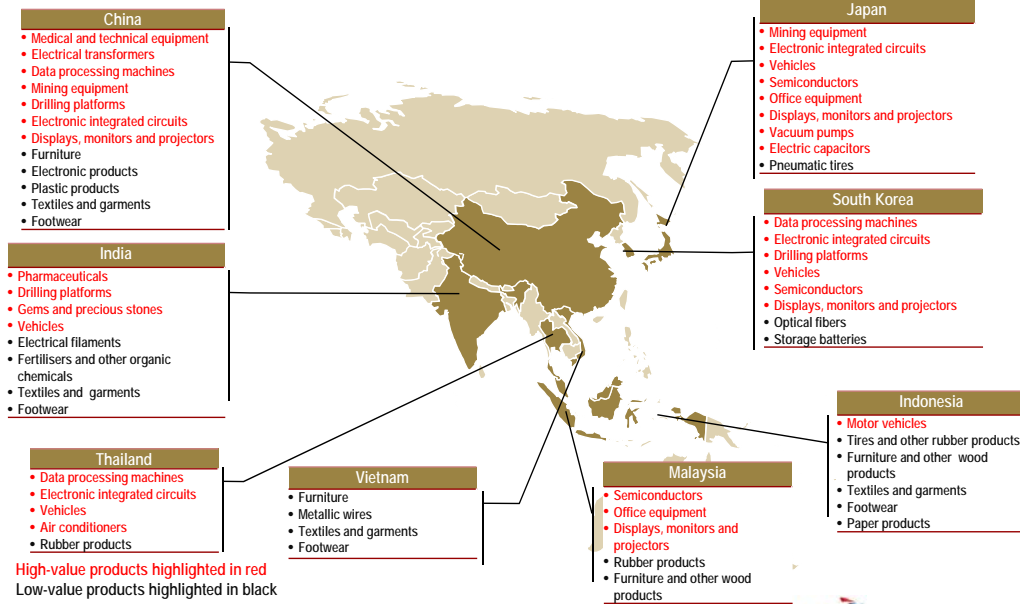 China
• Medical and technical equipment
• Electrical transformers
• Data processing machines
• Mining equipment
• Drilling platforms
• Electronic integrated circuits
• Displays, monitors and projectors
• Furniture
• Electronic products
• Plastic products
• Textiles and garments
• Footwear
Japan
• Mining equipment
• Electronic integrated circuits
• Vehicles
• Semiconductors
• Office equipment
• Displays, monitors and projectors
• Vacuum pumps
• Electric capacitors
• Pneumatic tires
South Korea
• Data processing machines
• Electronic integrated circuits
• Drilling platforms
• Vehicles
• Semiconductors
• Displays, monitors and projectors
• Optical fibers
• Storage batteries
India
• Pharmaceuticals
• Drilling platforms
• Gems and precious stones
• Vehicles
• Electrical filaments
• Fertilisers and other organic
chemicals
• Textiles and garments
• Footwear
Indonesia
• Motor vehicles
• Tires and other rubber products
• Furniture and other wood
products
• Textiles and garments
• Footwear
• Paper products
Thailand
• Data processing machines
• Electronic integrated circuits
• Vehicles
• Air conditioners
• Rubber products
Vietnam
• Furniture
• Metallic wires
• Textiles and garments
• Footwear
Malaysia
• Semiconductors
• Office equipment
• Displays, monitors and
projectors
• Rubber products
• Furniture and other wood
products
High-value products highlighted in red
Low-value products highlighted in black